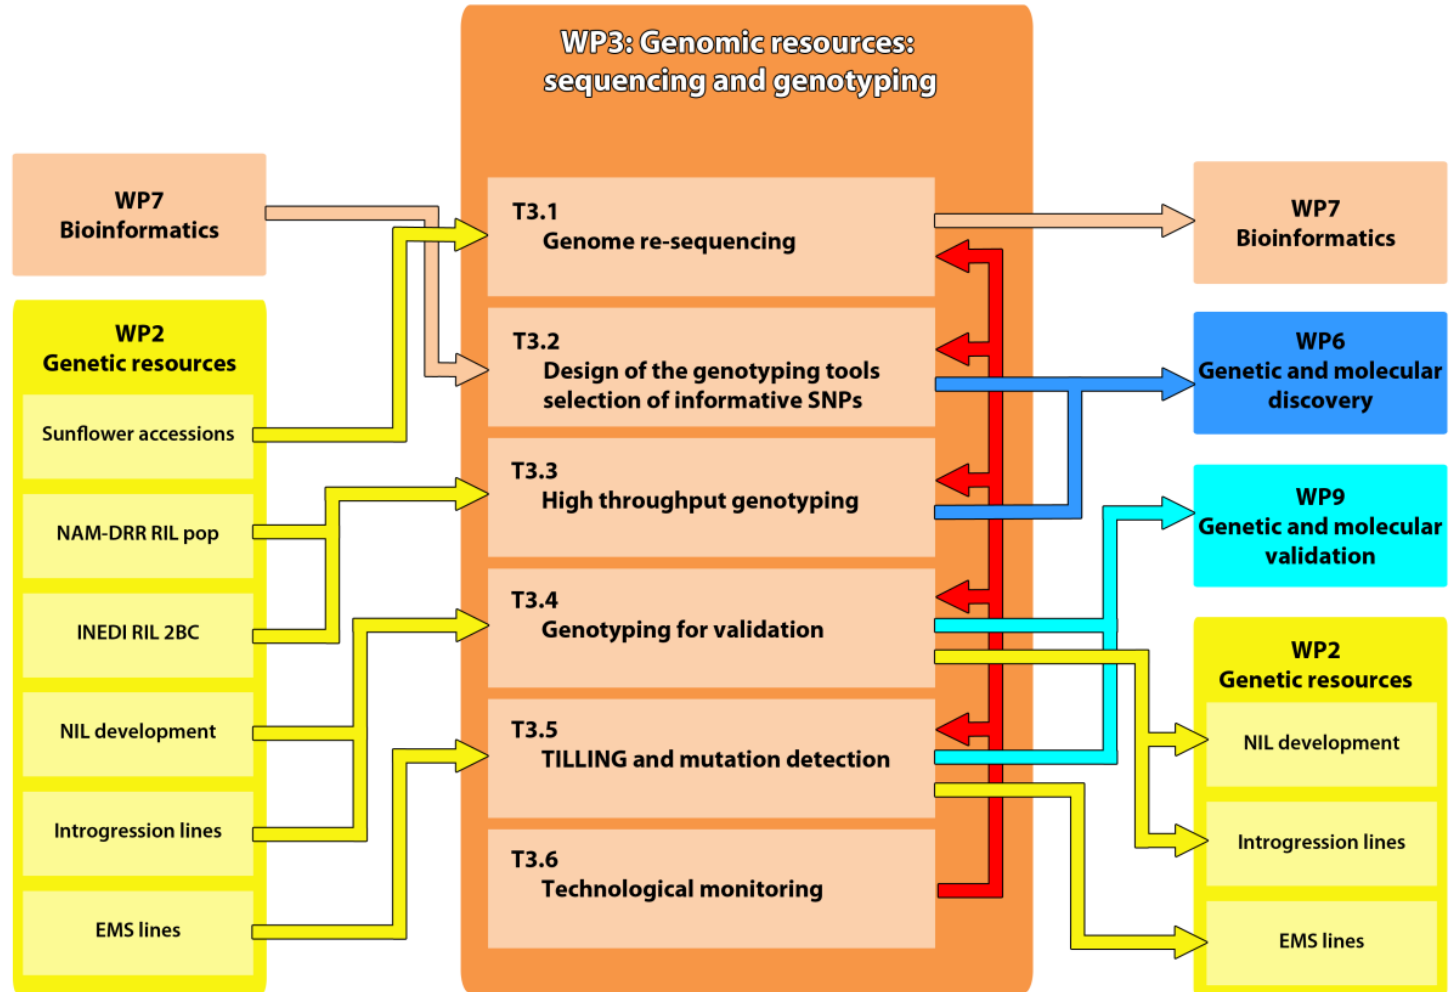 WP3: Genomic resources:
sequencing and genotyping
WP7
Bioinformatics
WP2
Genetic resources
Sunflower accessions
NAM-DRR RIL pop
INEDI RIL 2BC
NIL development
Introgression lines
EMS lines
T3.1
Genome re-sequencing
T3.2
Design of the genotyping tools
selection of informative SNPs
T3.3
High throughput genotyping
T3.4
Genotyping for validation
T3.5
TILLING and mutation detection
T3.6
Technological monitoring
WP7
Bioinformatics
WP6
Genetic and molecular
discovery
WP9
Genetic and molecular
validation
WP2
Genetic resources
NIL development
Introgression lines
EMS lines